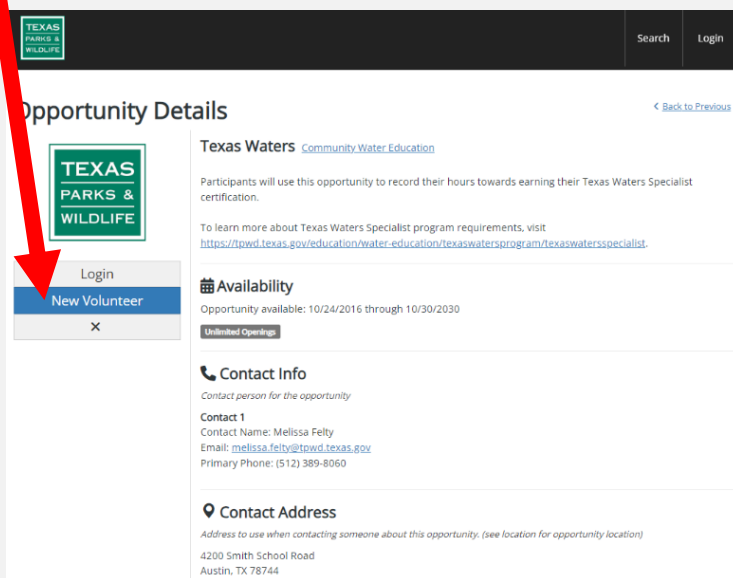 TEXAS
PARKS &
WILDLIFE
Search
Login
Opportunity Details
Back to Previous
TEXAS
PARKS &
WILDLIFE
Login
New Volunteer
Texas Waters Community Water Education
Participants will use this opportunity to record their hours towards earning their Texas Waters Specialist
certification.
To learn more about Texas Waters Specialist program requirements, visit
https://tpwd.texas.gov/education/water-education/texaswatersprogram/texaswatersspecialist.
Availability
Opportunity available: 10/24/2016 through 10/30/2030
Unlimited Openings
Contact Info
Contact person for the opportunity
Contact 1
Contact Name: Melissa Felty
Email: melissa.felty@tpwd.texas.gov
Primary Phone: (512) 389-8060
Contact Address
Address to use when contacting someone about this opportunity. (see location for opportunity location)
4200 Smith School Road
Austin, TX 78744